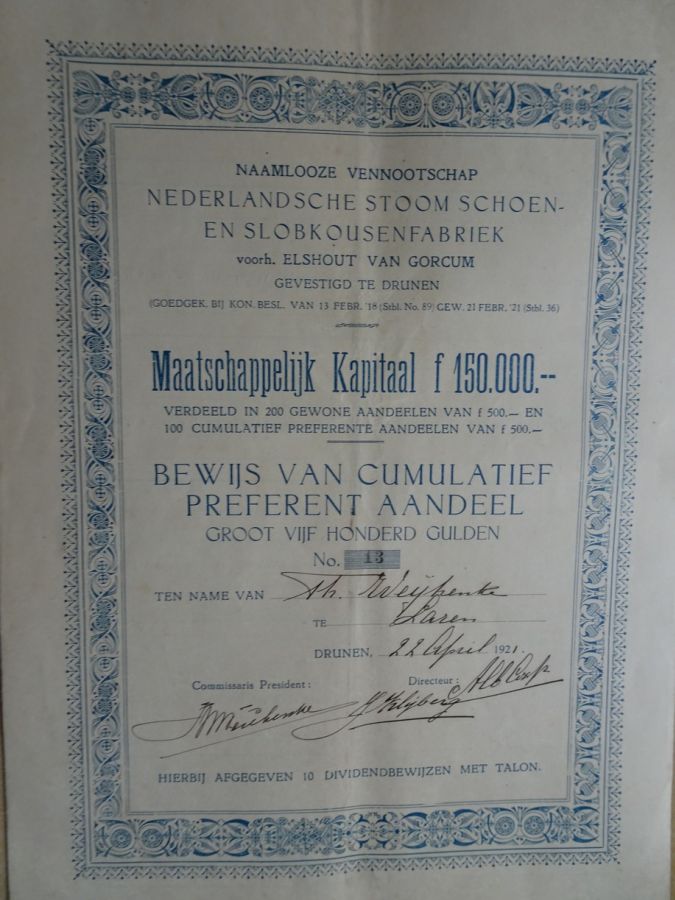 NAAMLOOZE VENNOOTSCHAP
NEDERLANDSCHE STOOM SCHOEN-
EN SLOBKOUSENFABRIEK
voorh. ELSHOUT VAN GORCUM
GEVESTIGD TE DRUNEN
(GOEDGEK. BIJ KON. BESL. VAN 13 FEBR. '18 (Stbl. No. 89) GEW. 21 FEBR. '21 (Stbl. 36)
Maatschappelijk Kapitaal f 150.000.--
VERDEELD IN 200 GEWONE AANDEELEN VAN f 500.— EN
100 CUMULATIEF PREFERENTE AANDEELEN VAN f 500.—
BEWIJS VAN CUMULATIEF
PREFERENT AANDEEL
GROOT VIJF HONDERD GULDEN
No. 13
TEN NAME VAN Th.
TE Laren
DRUNEN, 22 April 1921.
Commissaris President: Directeur:
HIERBIJ AFGEGEVEN 10 DIVIDENDBEWIJZEN MET TALON.